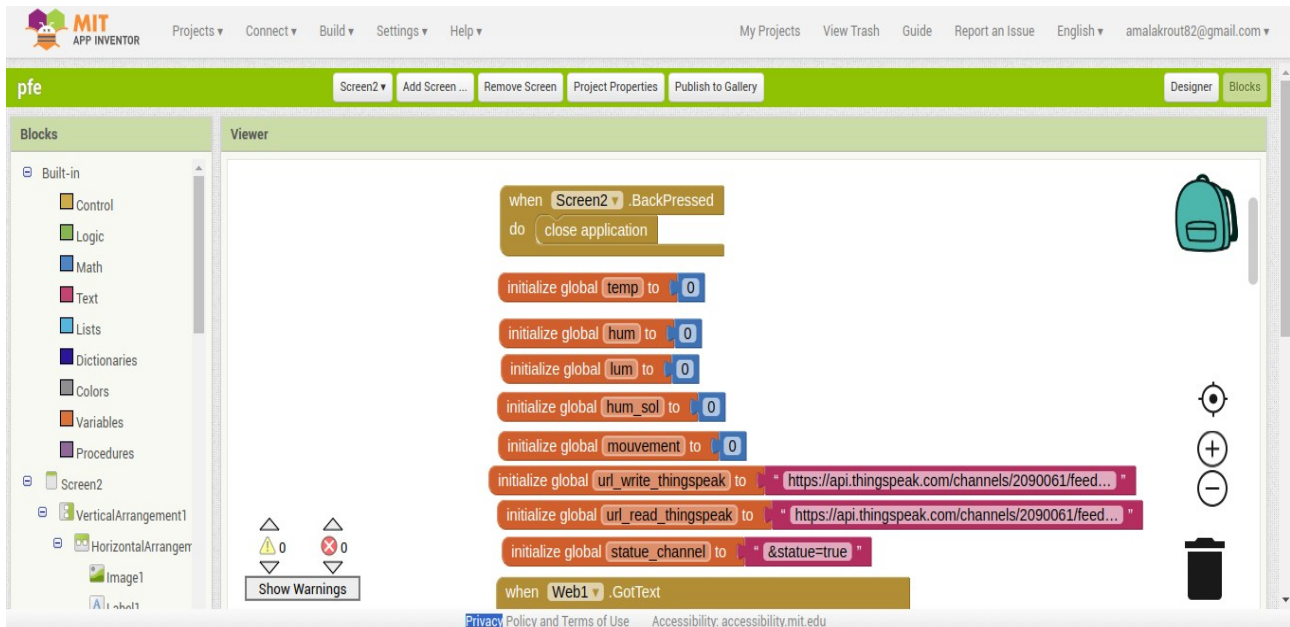 MIT
APP INVENTOR
Projects Connect Build Settings Help My Projects View Trash Guide Report an Issue English amalakrout82@gmail.com
pfe Screen2 Add Screen ... Remove Screen Project Properties Publish to Gallery Designer Blocks
Blocks Viewer
Built-in
Control
Logic
Math
Text
Lists
Dictionaries
Colors
Variables
Procedures
Screen2
VerticalArrangement1
HorizontalArrangem
Image1
Label1
when Screen2 .BackPressed
do close application
initialize global temp to 0
initialize global hum to 0
initialize global lum to 0
initialize global hum_sol to 0
initialize global mouvement to 0
initialize global url_write_thingspeak to " https://api.thingspeak.com/channels/2090061/feed... "
initialize global url_read_thingspeak to " https://api.thingspeak.com/channels/2090061/feed... "
initialize global statue_channel to " &statue=true "
when Web1 .GotText
0 0
Show Warnings
Privacy Policy and Terms of Use Accessibility: accessibility.mit.edu